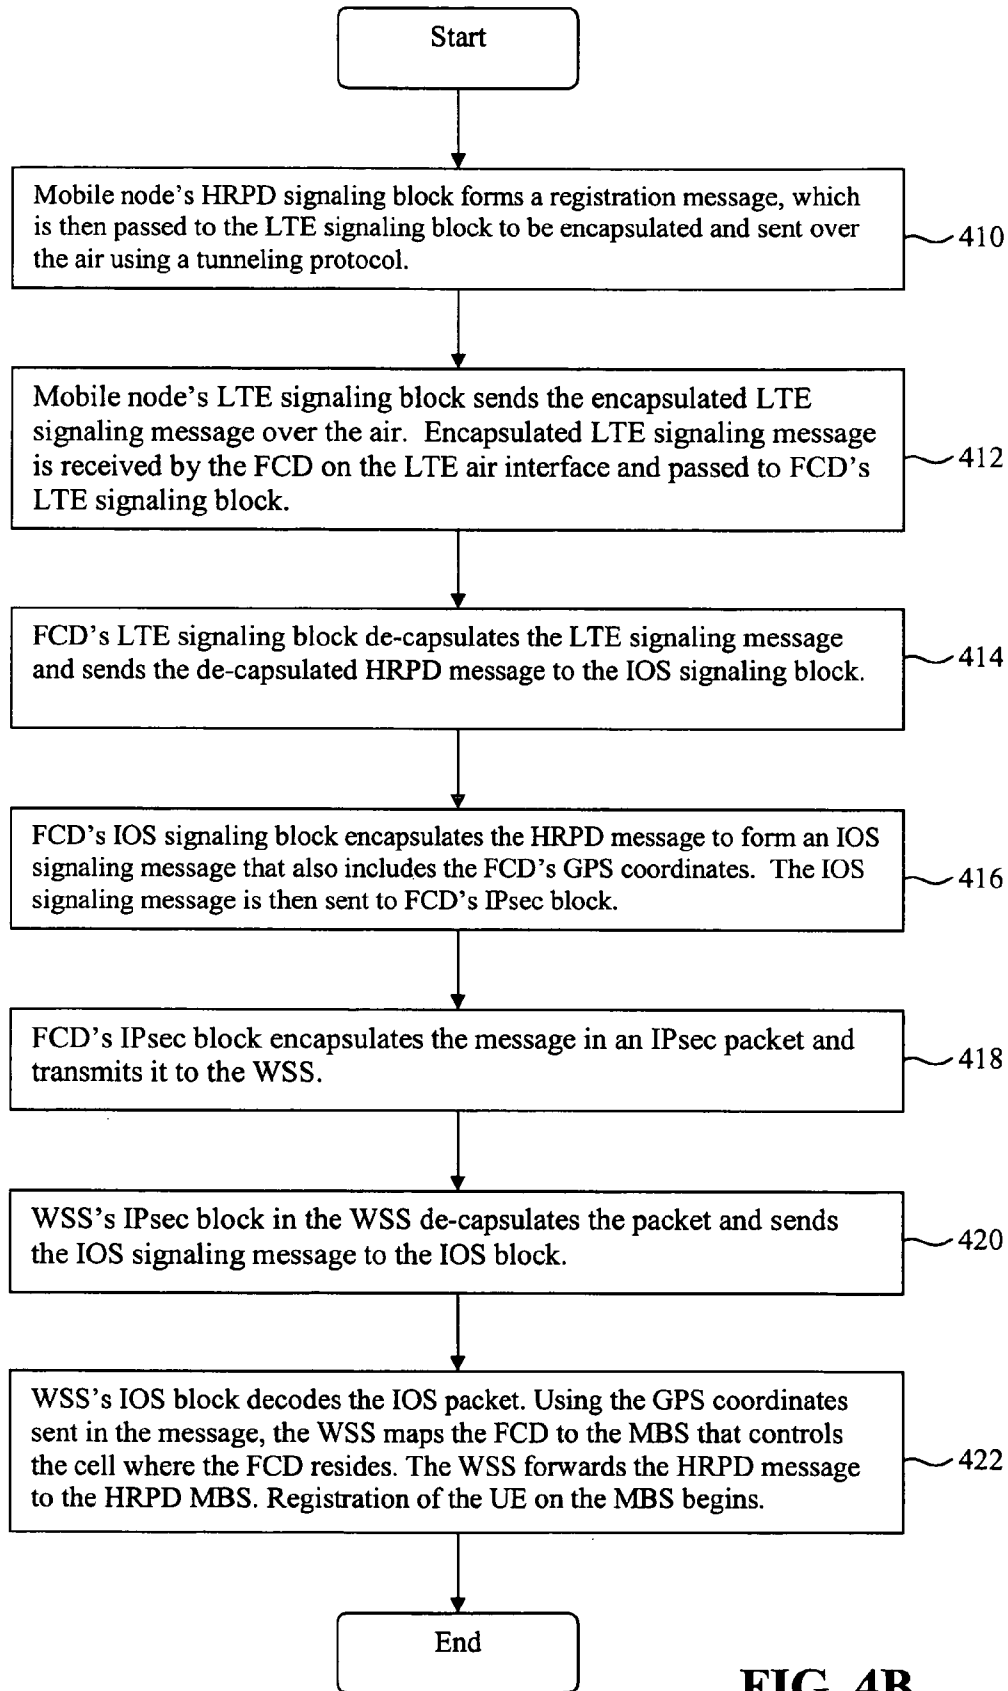 Start
Mobile node's HRPD signaling block forms a registration message, which
is then passed to the LTE signaling block to be encapsulated and sent over
the air using a tunneling protocol.
410
Mobile node's LTE signaling block sends the encapsulated LTE
signaling message over the air. Encapsulated LTE signaling message
is received by the FCD on the LTE air interface and passed to FCD's
LTE signaling block.
412
FCD's LTE signaling block de-capsulates the LTE signaling message
and sends the de-capsulated HRPD message to the IOS signaling block.
414
FCD's IOS signaling block encapsulates the HRPD message to form an IOS
signaling message that also includes the FCD's GPS coordinates. The IOS
signaling message is then sent to FCD's IPsec block.
416
FCD's IPsec block encapsulates the message in an IPsec packet and
transmits it to the WSS.
418
WSS's IPsec block in the WSS de-capsulates the packet and sends
the IOS signaling message to the IOS block.
420
WSS's IOS block decodes the IOS packet. Using the GPS coordinates
sent in the message, the WSS maps the FCD to the MBS that controls
the cell where the FCD resides. The WSS forwards the HRPD message
to the HRPD MBS. Registration of the UE on the MBS begins.
422
End
FIG. 4B